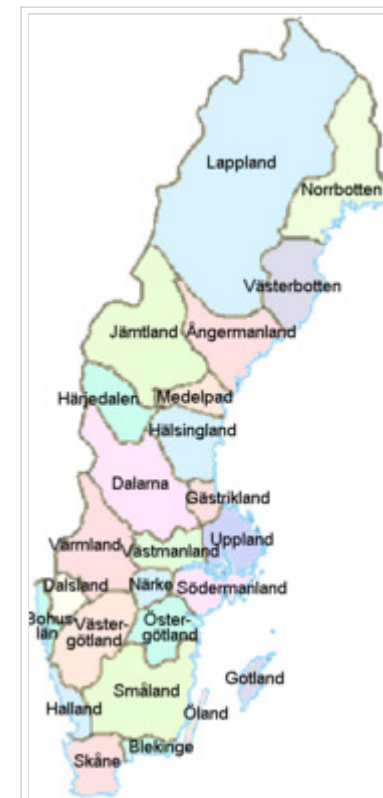 Lappland
Norrbotten
Västerbotten
Jämtland
Ångermanland
Härjedalen
Medelpad
Hälsingland
Dalarna
Gästrikland
Värmland
Västmanland
Uppland
Dalsland
Närke
Södermanland
Bohus-
län
Väster-
götland
Öster-
götland
Gotland
Småland
Halland
Öland
Blekinge
Skåne